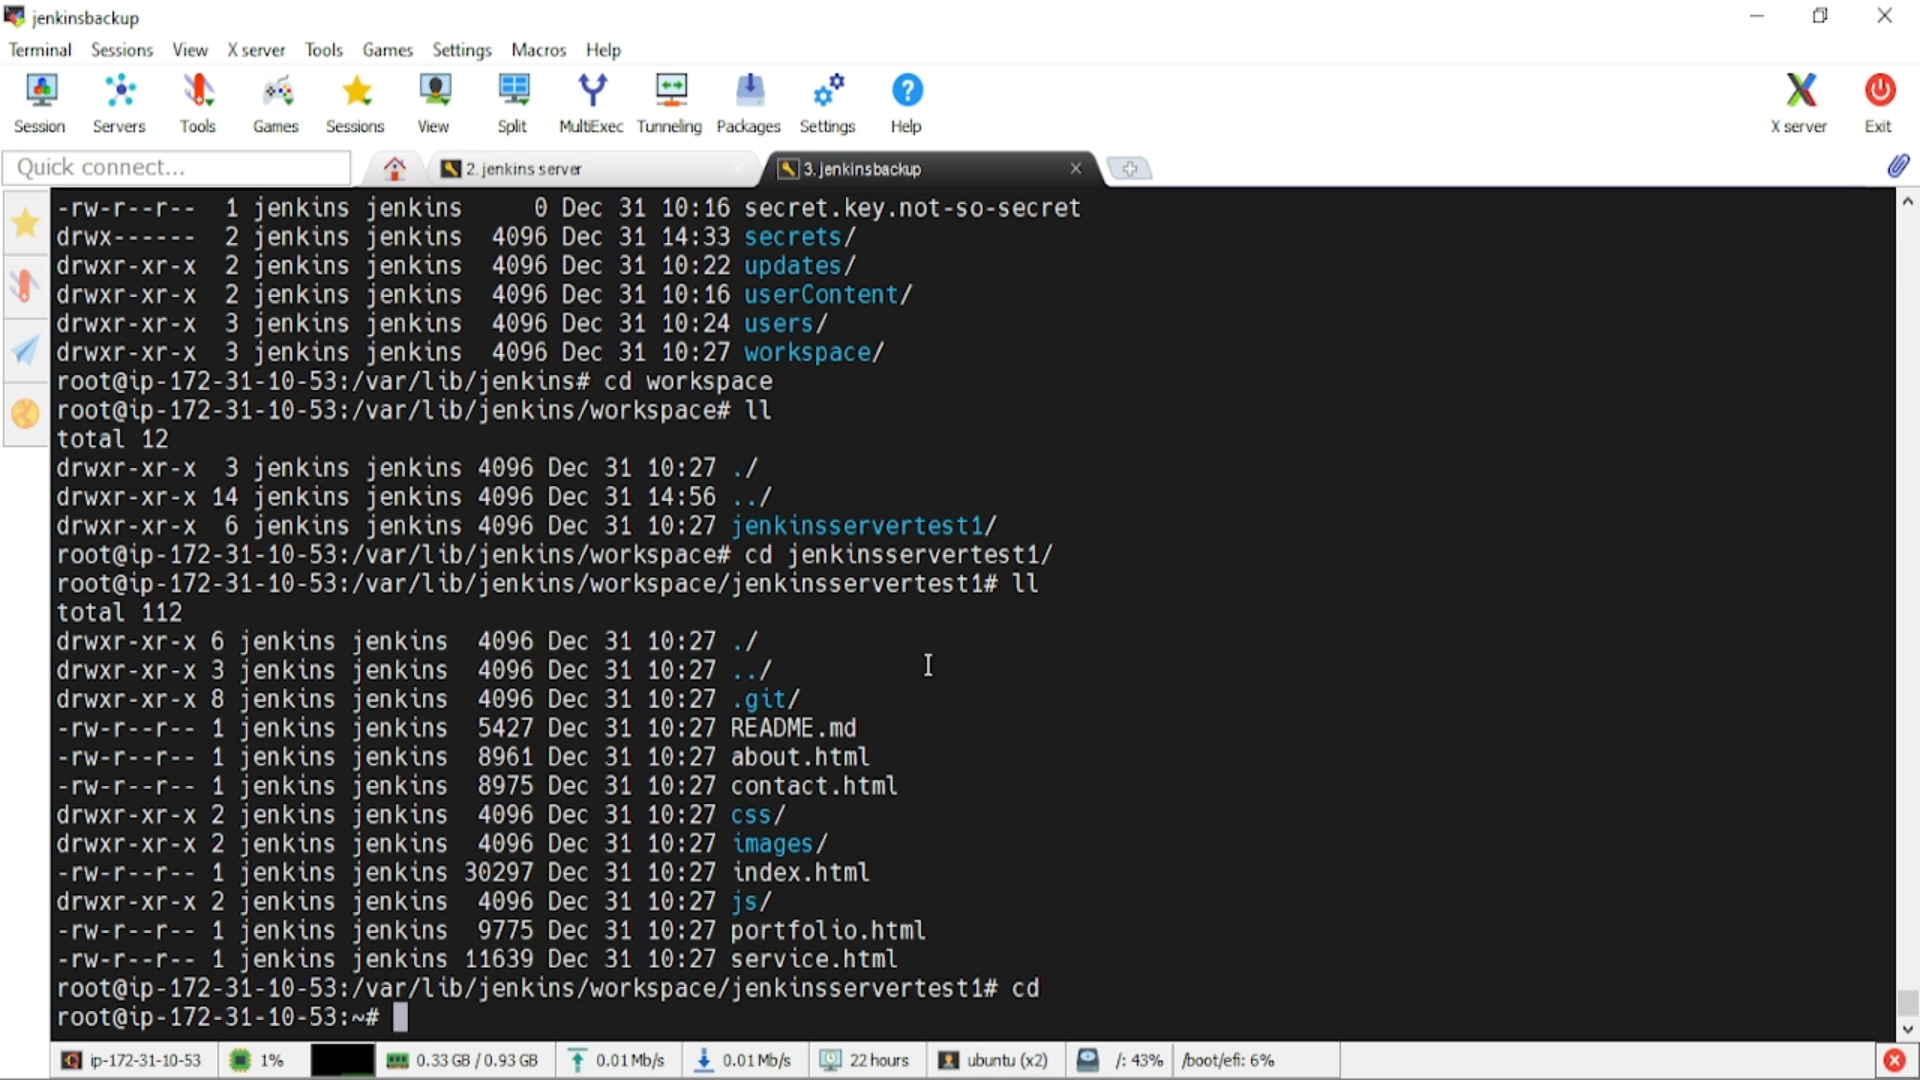 jenkinsbackup
Terminal Sessions View X server Tools Games Settings Macros Help
Session Servers Tools Games Sessions View Split MultiExec Tunneling Packages Settings Help X server Exit
Quick connect... 2. jenkins server 3. jenkinsbackup
-rw-r--r--  1 jenkins jenkins     0 Dec 31 10:16 secret.key.not-so-secret
drwx------  2 jenkins jenkins  4096 Dec 31 14:33 secrets/
drwxr-xr-x  2 jenkins jenkins  4096 Dec 31 10:22 updates/
drwxr-xr-x  2 jenkins jenkins  4096 Dec 31 10:16 userContent/
drwxr-xr-x  3 jenkins jenkins  4096 Dec 31 10:24 users/
drwxr-xr-x  3 jenkins jenkins  4096 Dec 31 10:27 workspace/
root@ip-172-31-10-53:/var/lib/jenkins# cd workspace
root@ip-172-31-10-53:/var/lib/jenkins/workspace# ll
total 12
drwxr-xr-x  3 jenkins jenkins 4096 Dec 31 10:27 ./
drwxr-xr-x 14 jenkins jenkins 4096 Dec 31 14:56 ../
drwxr-xr-x  6 jenkins jenkins 4096 Dec 31 10:27 jenkinsservertest1/
root@ip-172-31-10-53:/var/lib/jenkins/workspace# cd jenkinsservertest1/
root@ip-172-31-10-53:/var/lib/jenkins/workspace/jenkinsservertest1# ll
total 112
drwxr-xr-x 6 jenkins jenkins  4096 Dec 31 10:27 ./
drwxr-xr-x 3 jenkins jenkins  4096 Dec 31 10:27 ../
drwxr-xr-x 8 jenkins jenkins  4096 Dec 31 10:27 .git/
-rw-r--r-- 1 jenkins jenkins  5427 Dec 31 10:27 README.md
-rw-r--r-- 1 jenkins jenkins  8961 Dec 31 10:27 about.html
-rw-r--r-- 1 jenkins jenkins  8975 Dec 31 10:27 contact.html
drwxr-xr-x 2 jenkins jenkins  4096 Dec 31 10:27 css/
drwxr-xr-x 2 jenkins jenkins  4096 Dec 31 10:27 images/
-rw-r--r-- 1 jenkins jenkins 30297 Dec 31 10:27 index.html
drwxr-xr-x 2 jenkins jenkins  4096 Dec 31 10:27 js/
-rw-r--r-- 1 jenkins jenkins  9775 Dec 31 10:27 portfolio.html
-rw-r--r-- 1 jenkins jenkins 11639 Dec 31 10:27 service.html
root@ip-172-31-10-53:/var/lib/jenkins/workspace/jenkinsservertest1# cd
root@ip-172-31-10-53:~#
ip-172-31-10-53 1% 0.33 GB / 0.93 GB 0.01 Mb/s 0.01 Mb/s 22 hours ubuntu (x2) /: 43% /boot/efi: 6%